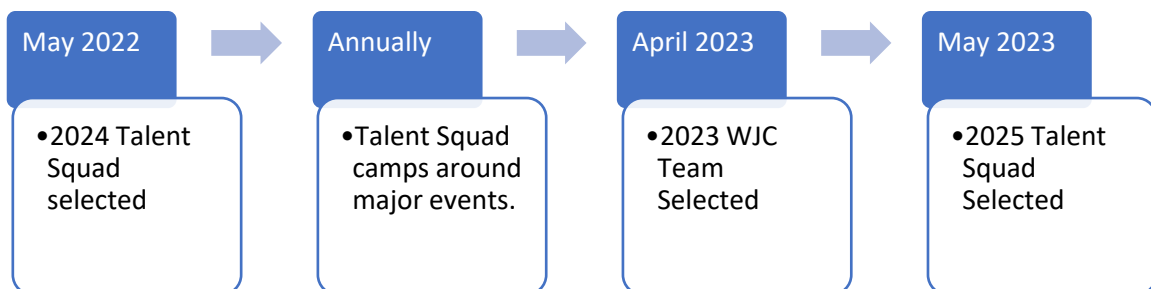 May 2022
•2024 Talent
Squad
selected
Annually
•Talent Squad
camps around
major events.
April 2023
•2023 WJC
Team
Selected
May 2023
•2025 Talent
Squad
Selected